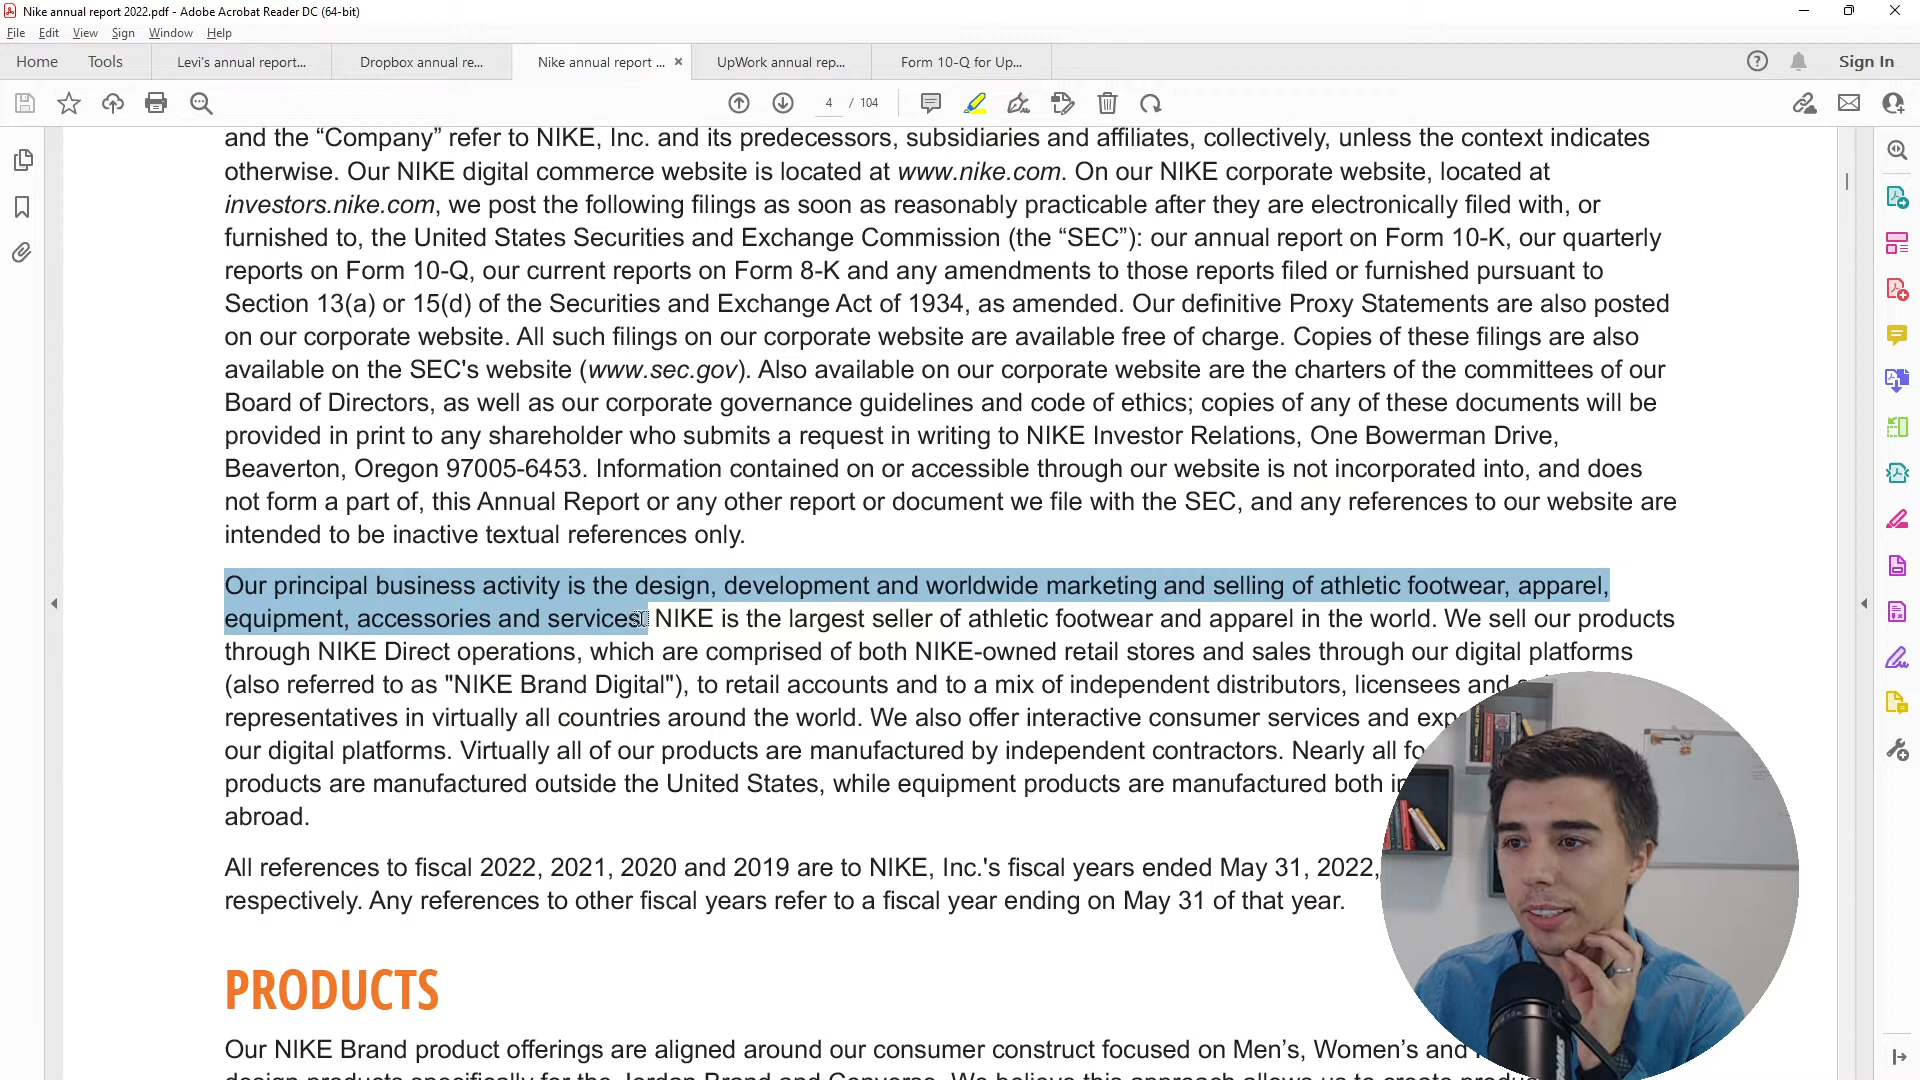 Nike annual report 2022.pdf - Adobe Acrobat Reader DC (64-bit)
File Edit View Sign Window Help
Home Tools Levi's annual report... Dropbox annual re... Nike annual report ... × UpWork annual rep... Form 10-Q for Up... Sign In
4 / 104
and the “Company” refer to NIKE, Inc. and its predecessors, subsidiaries and affiliates, collectively, unless the context indicates
otherwise. Our NIKE digital commerce website is located at www.nike.com. On our NIKE corporate website, located at
investors.nike.com, we post the following filings as soon as reasonably practicable after they are electronically filed with, or
furnished to, the United States Securities and Exchange Commission (the “SEC”): our annual report on Form 10-K, our quarterly
reports on Form 10-Q, our current reports on Form 8-K and any amendments to those reports filed or furnished pursuant to
Section 13(a) or 15(d) of the Securities and Exchange Act of 1934, as amended. Our definitive Proxy Statements are also posted
on our corporate website. All such filings on our corporate website are available free of charge. Copies of these filings are also
available on the SEC's website (www.sec.gov). Also available on our corporate website are the charters of the committees of our
Board of Directors, as well as our corporate governance guidelines and code of ethics; copies of any of these documents will be
provided in print to any shareholder who submits a request in writing to NIKE Investor Relations, One Bowerman Drive,
Beaverton, Oregon 97005-6453. Information contained on or accessible through our website is not incorporated into, and does
not form a part of, this Annual Report or any other report or document we file with the SEC, and any references to our website are
intended to be inactive textual references only.
Our principal business activity is the design, development and worldwide marketing and selling of athletic footwear, apparel,
equipment, accessories and services. NIKE is the largest seller of athletic footwear and apparel in the world. We sell our products
through NIKE Direct operations, which are comprised of both NIKE-owned retail stores and sales through our digital platforms
(also referred to as "NIKE Brand Digital"), to retail accounts and to a mix of independent distributors, licensees and
representatives in virtually all countries around the world. We also offer interactive consumer services and
our digital platforms. Virtually all of our products are manufactured by independent contractors. Nearly all
products are manufactured outside the United States, while equipment products are manufactured both
abroad.
All references to fiscal 2022, 2021, 2020 and 2019 are to NIKE, Inc.'s fiscal years ended May 31, 2022,
respectively. Any references to other fiscal years refer to a fiscal year ending on May 31 of that year.
PRODUCTS
Our NIKE Brand product offerings are aligned around our consumer construct focused on Men’s, Women’s and
design products specifically for the Jordan Brand and Converse. We believe this approach allows us to create